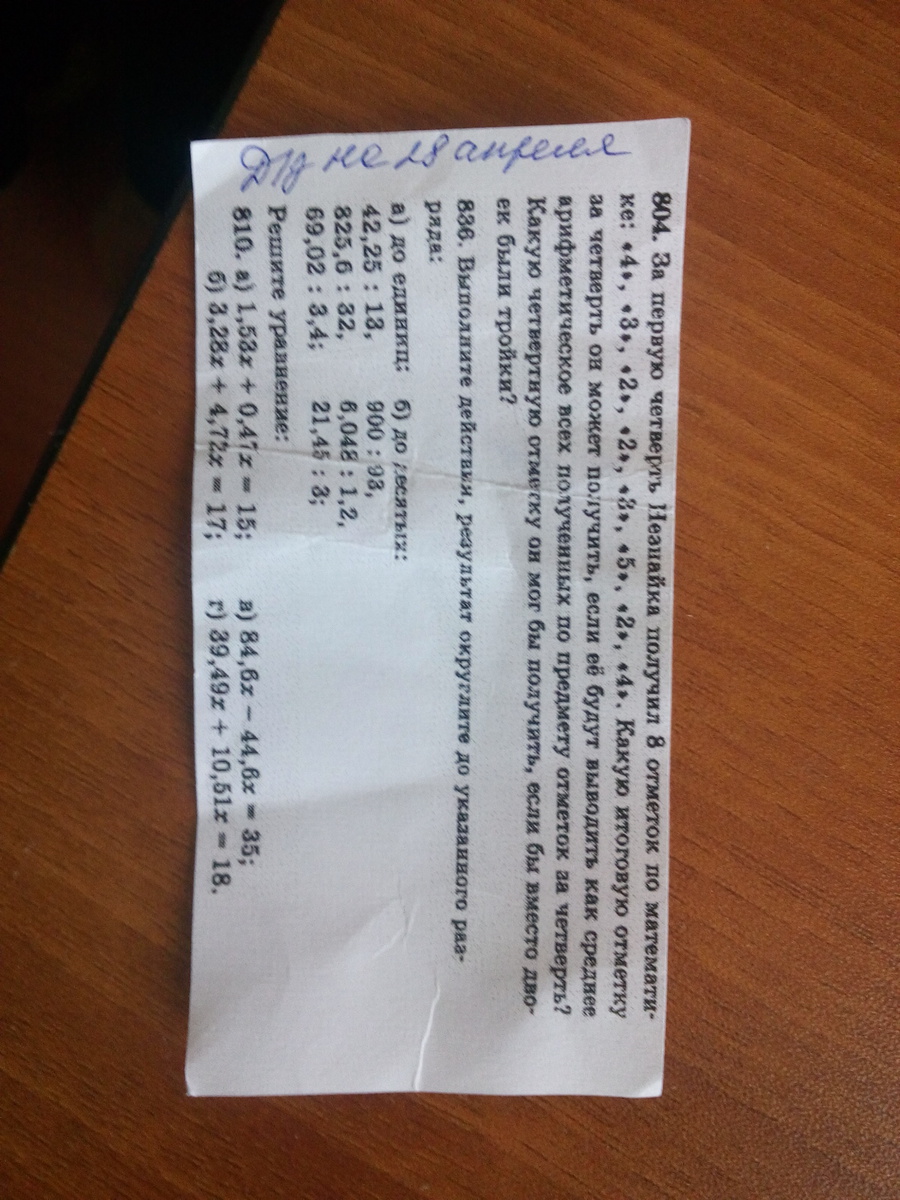 Д/з на 28 апреля
804. За первую четверть Незнайка получил 8 отметок по математи-
ке: «4», «3», «2», «2», «3», «5», «2», «4». Какую итоговую отметку
за четверть он может получить, если её будут выводить как среднее
арифметическое всех полученных по предмету отметок за четверть?
Какую четвертную отметку он мог бы получить, если бы вместо дво-
ек были тройки?
836. Выполните действия, результат округлите до указанного раз-
ряда:
а) до единиц: б) до десятых:
42,25 : 13, 900 : 93,
825,6 : 32, 6,048 : 1,2,
69,02 : 3,4; 21,45 : 3;
Решите уравнение:
810. а) 1,53x + 0,47x = 15; в) 84,6x − 44,6x = 35;
б) 3,28x + 4,72x = 17; г) 39,49x + 10,51x = 18.